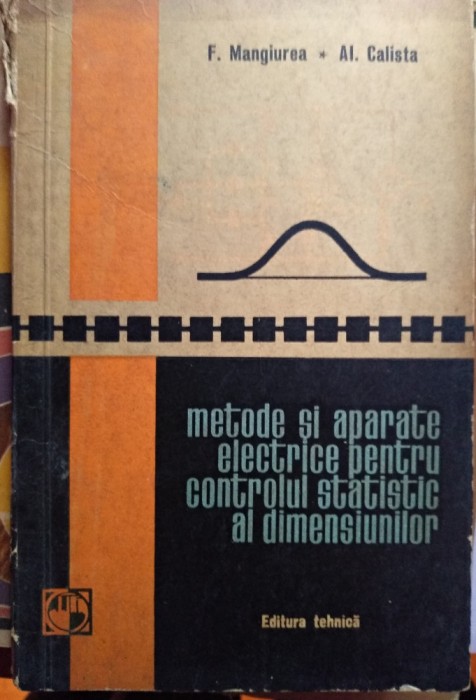 F. Mangiurea * Al. Calista
metode și aparate
electrice pentru
controlul statistic
al dimensiunilor
Editura tehnică